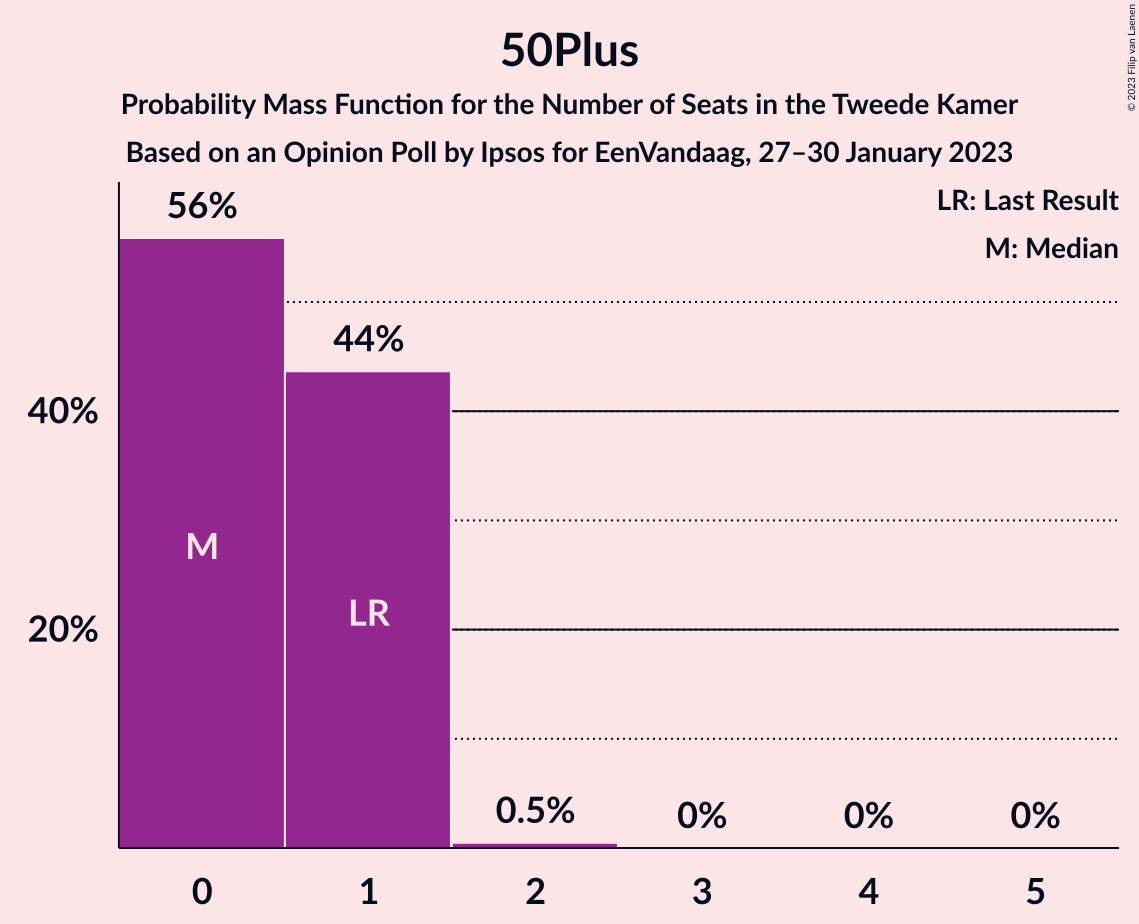 50Plus
Probability Mass Function for the Number of Seats in the Tweede Kamer
Based on an Opinion Poll by Ipsos for EenVandaag, 27–30 January 2023
© 2023 Filip van Laenen
LR: Last Result
M: Median
56%
44%
40%
M
LR
20%
0.5%
0%
0%
0%
0
1
2
3
4
5